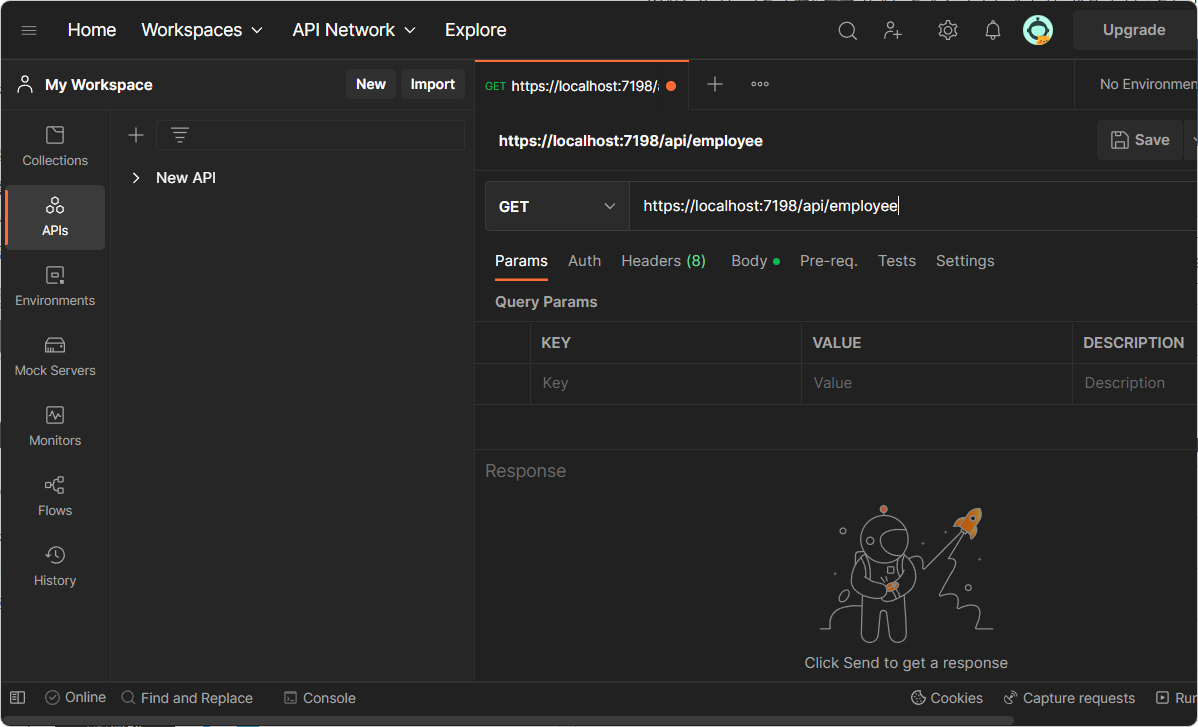 Home Workspaces API Network Explore Upgrade
My Workspace New Import GET https://localhost:7198/ No Environmen
https://localhost:7198/api/employee Save
Collections
New API
GET https://localhost:7198/api/employee
APIs
Params Auth Headers (8) Body Pre-req. Tests Settings
Environments
Query Params
KEY VALUE DESCRIPTION
Mock Servers
Key Value Description
Monitors
Response
Flows
History
Click Send to get a response
Online Find and Replace Console Cookies Capture requests Run